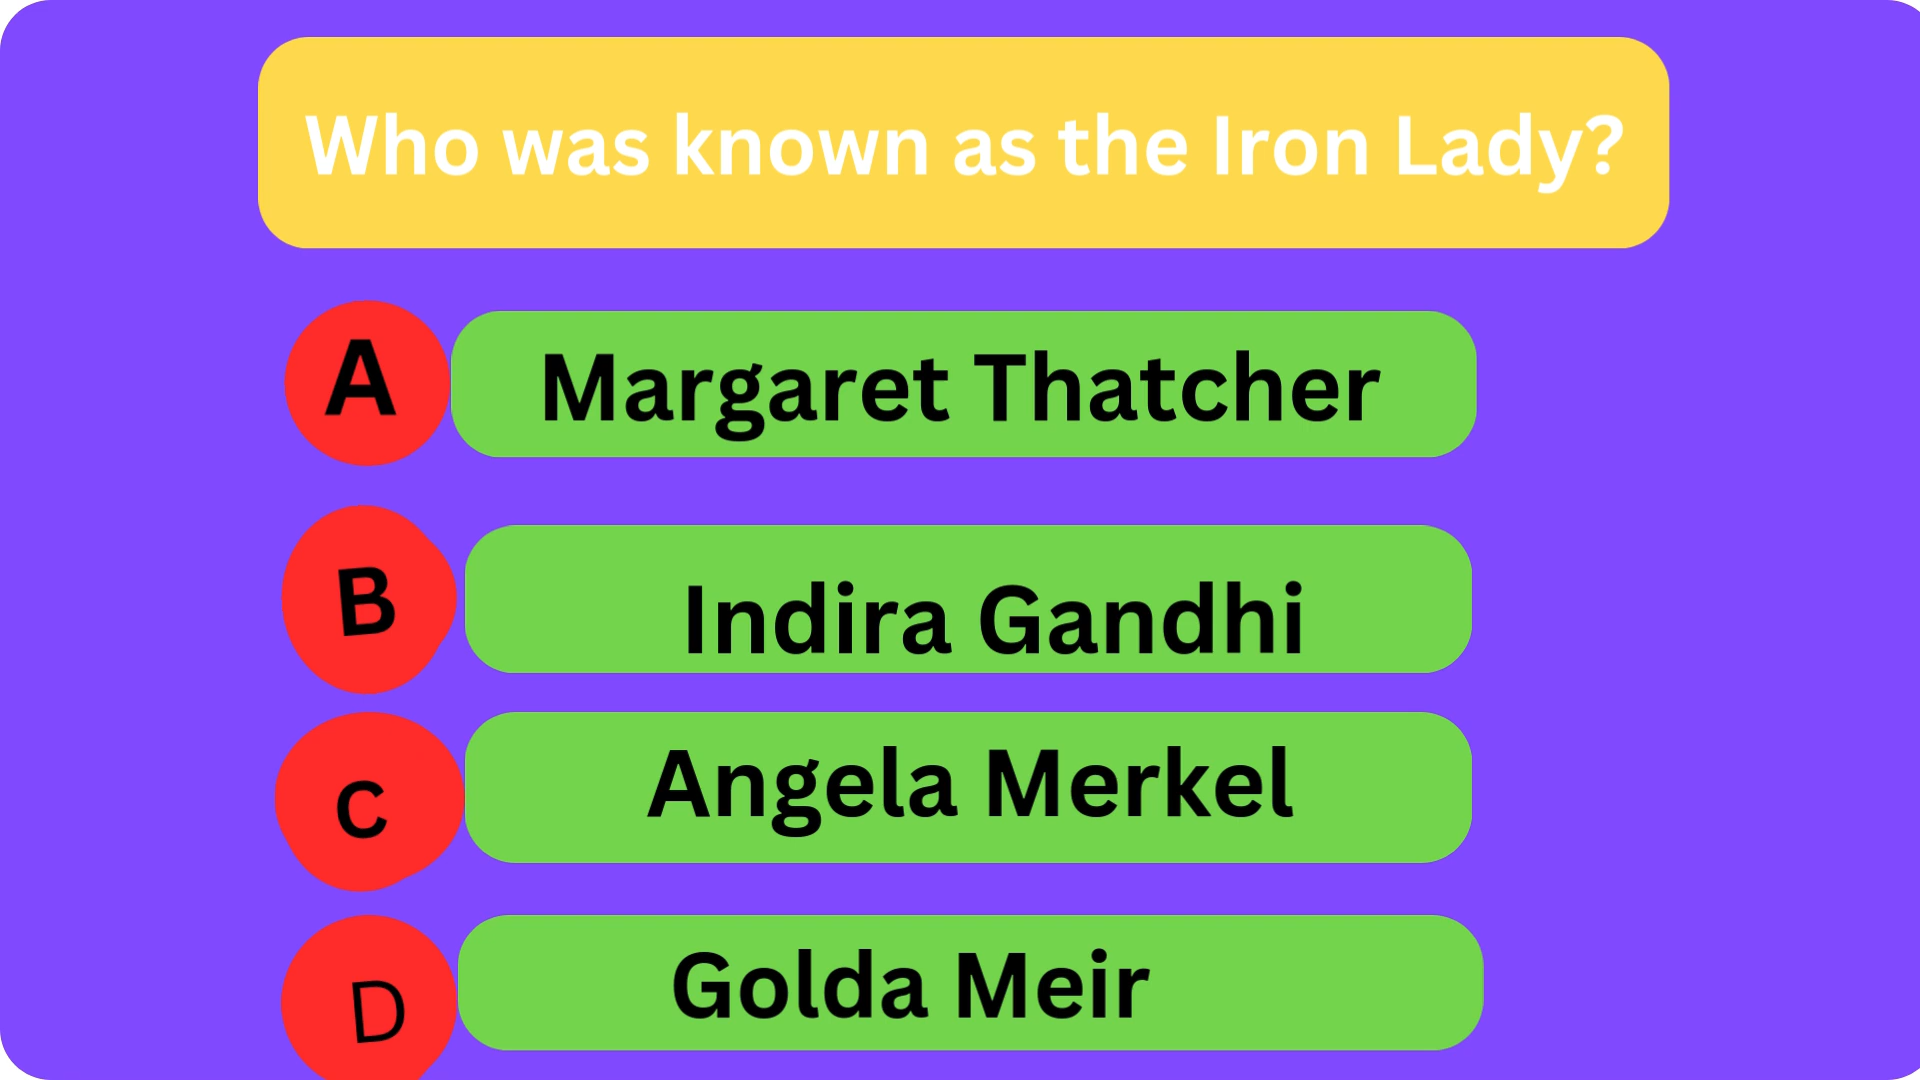 Who was known as the Iron Lady?
A Margaret Thatcher
B Indira Gandhi
C Angela Merkel
D Golda Meir